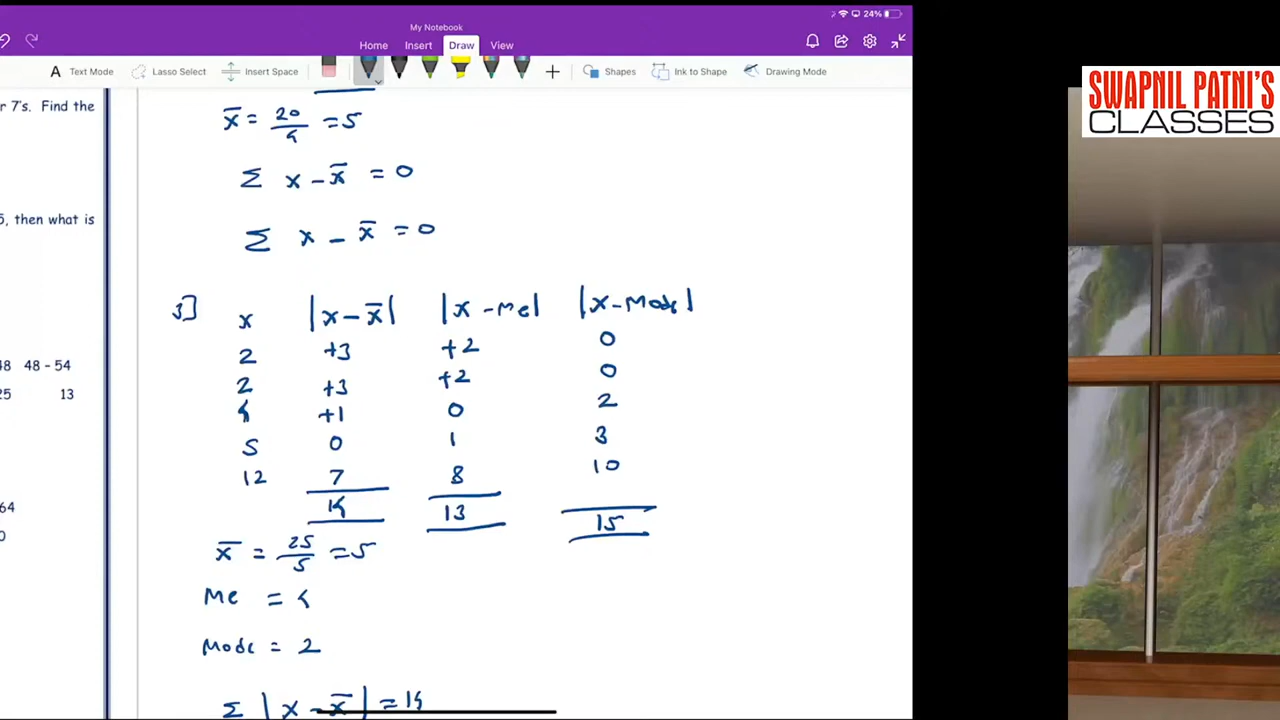 24%
My Notebook
Home Insert Draw View
Text Mode Lasso Select Insert Space Shapes Ink to Shape Drawing Mode
SWAPNIL PATNI'S
CLASSES
r 7's. Find the
5, then what is
48 48 - 54
25 13
64
0
x̄ = 20/4 = 5
Σ x - x̄ = 0
Σ x - x̄ = 0
3] x |x - x̄| |x - Me| |x - Mode|
2 +3 +2 0
2 +3 +2 0
4 +1 0 2
5 0 1 3
12 7 8 10
14 13 15
x̄ = 25/5 = 5
Me = 4
Mode = 2
Σ |x - x̄| = 14